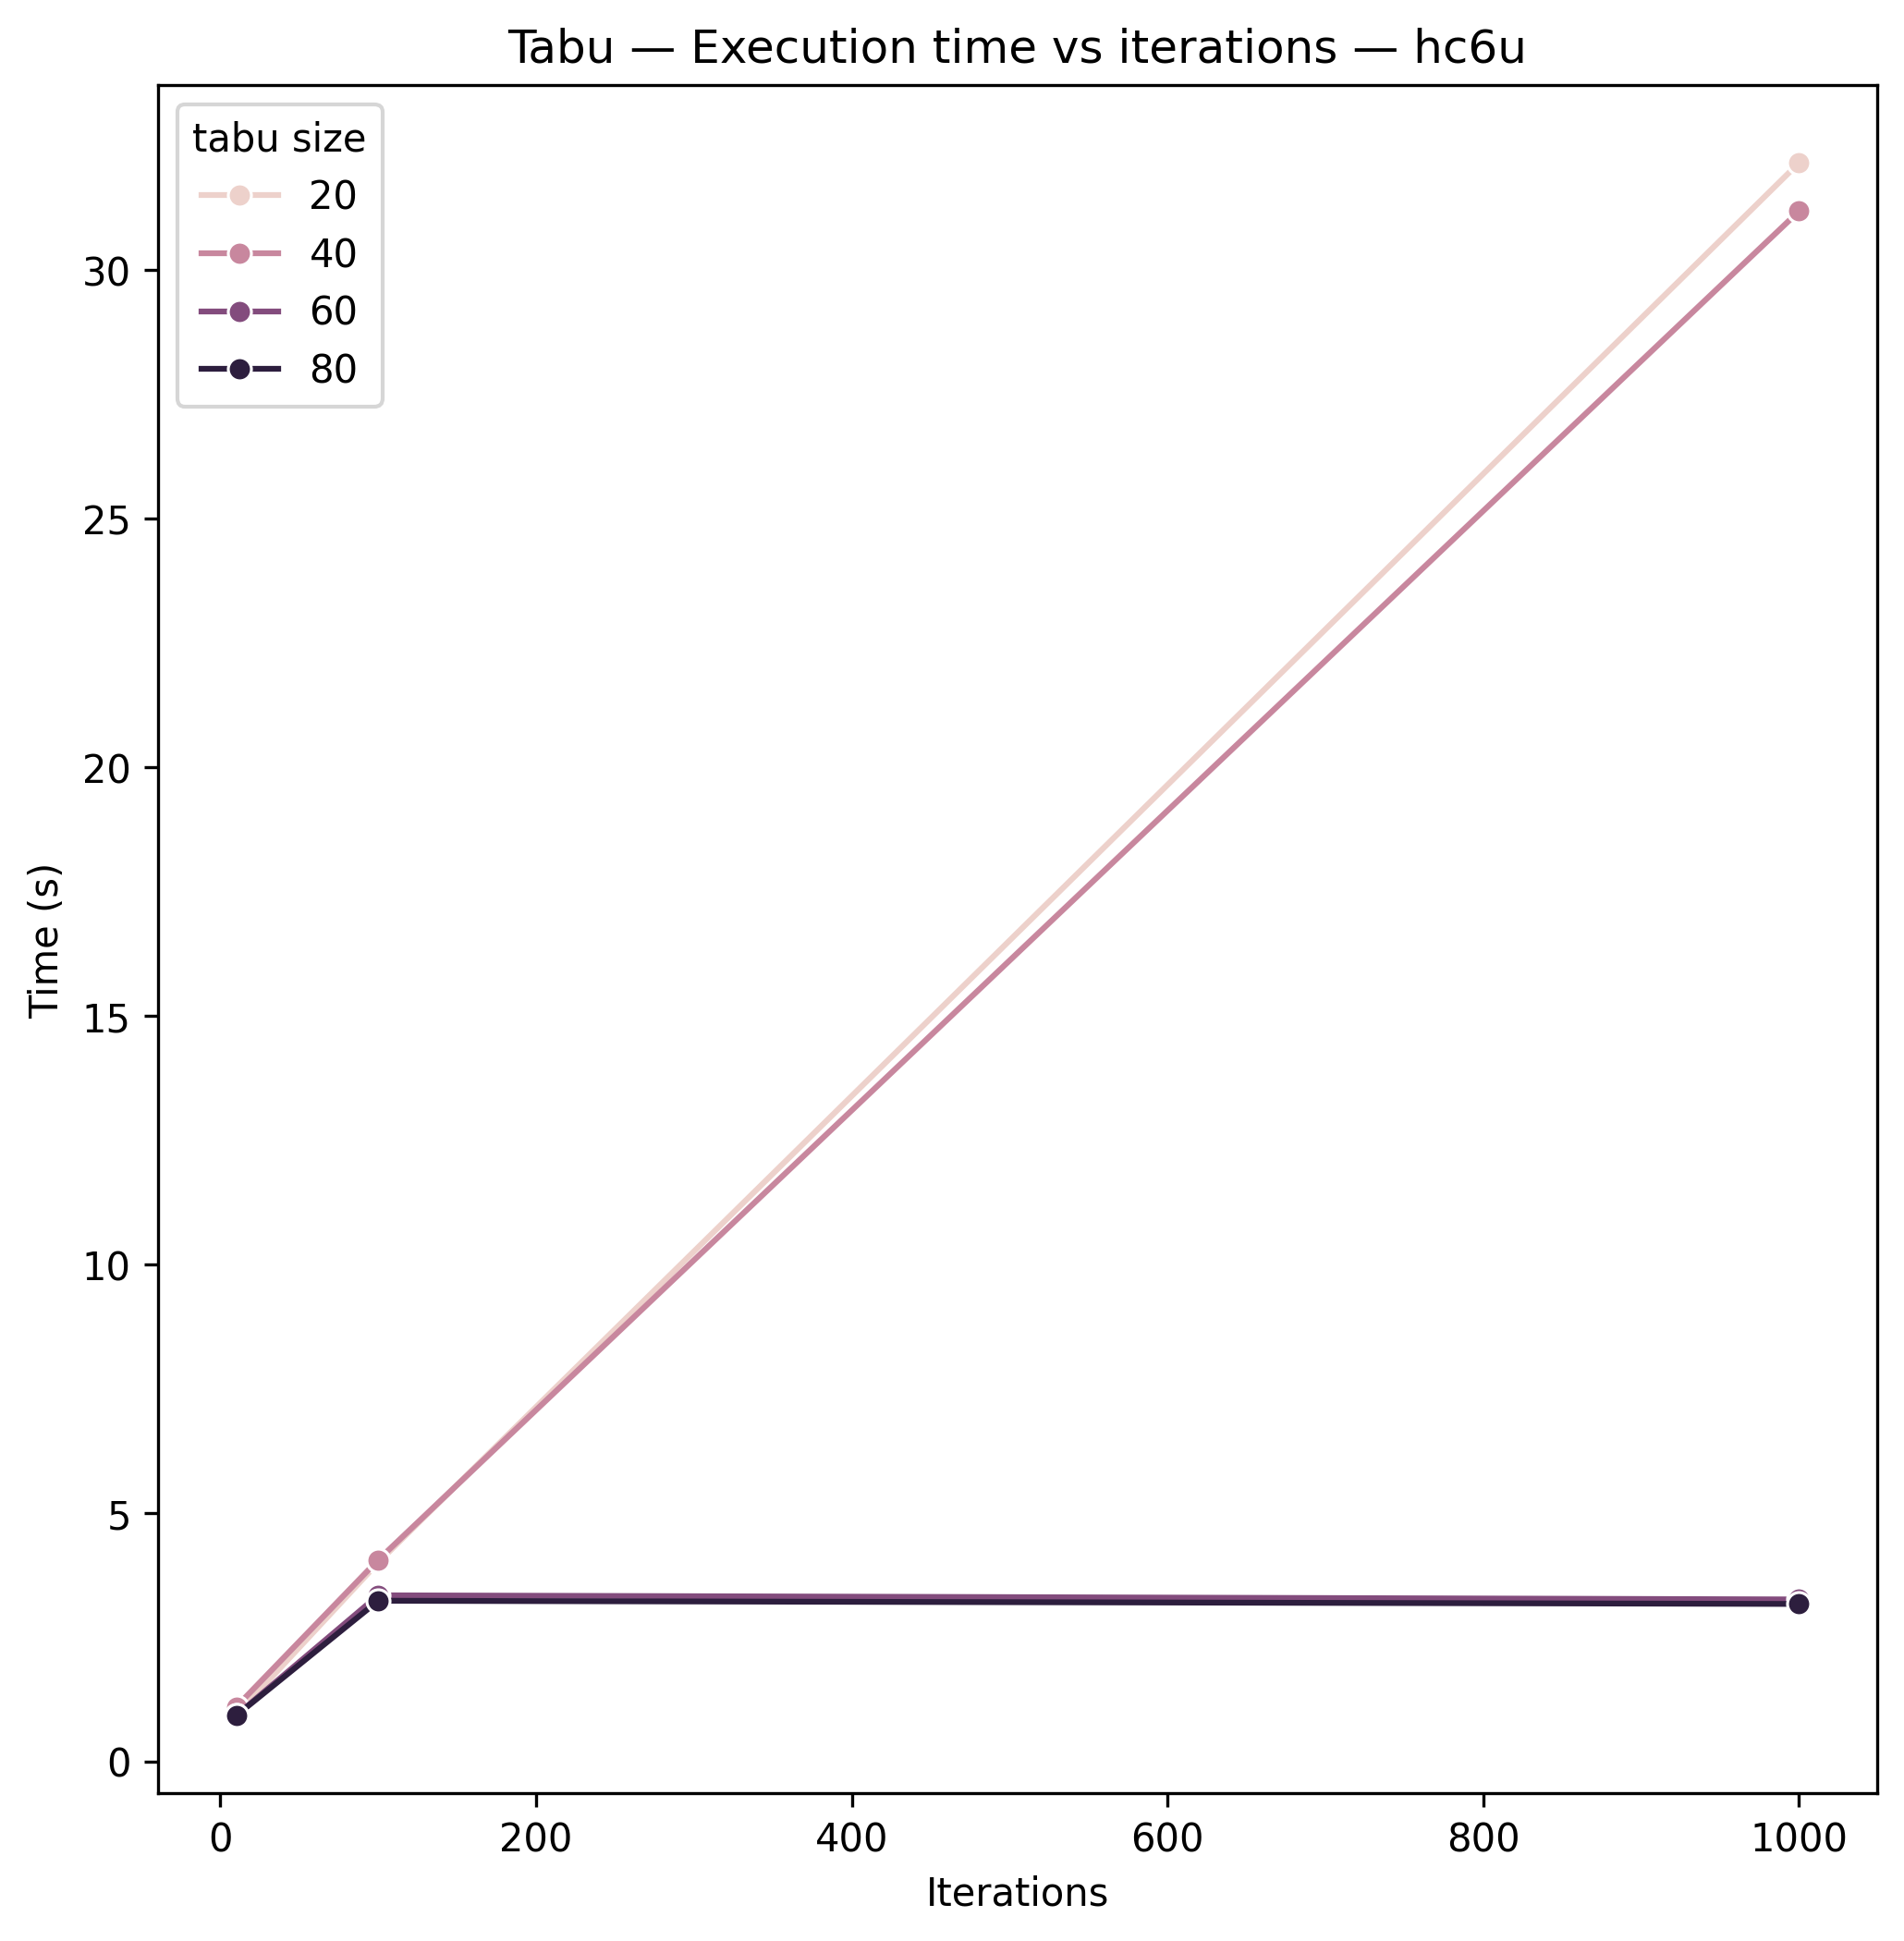 Tabu — Execution time vs iterations — hc6u
tabu size
20
40
60
80
30
25
20
15
10
5
0
Time (s)
0 200 400 600 800 1000
Iterations